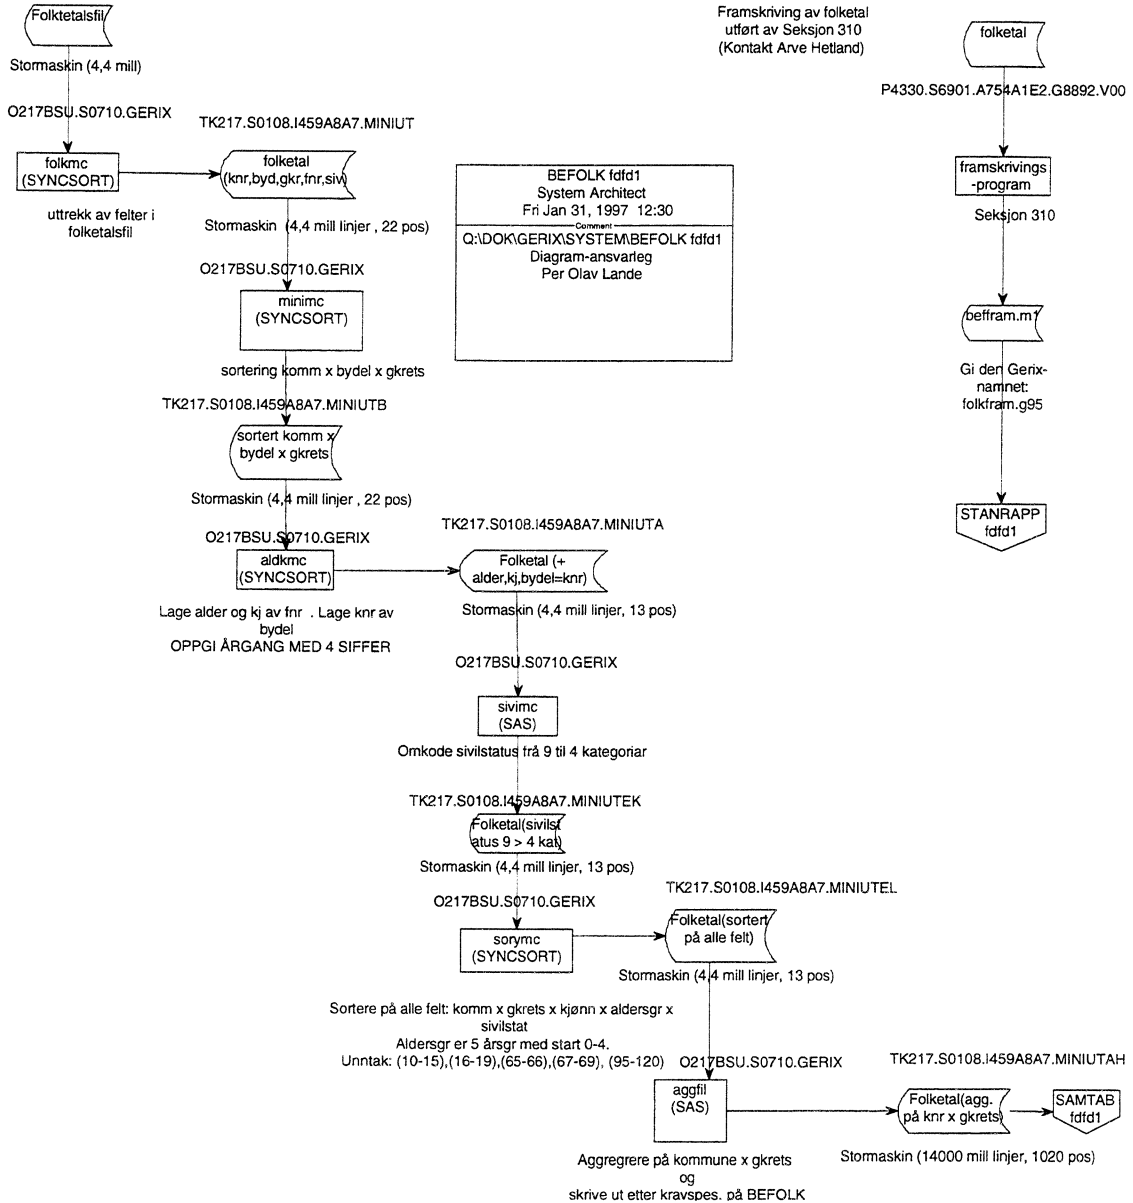 Folktetalsfil
Stormaskin (4,4 mill)
O217BSU.S0710.GERIX
folkmc
(SYNCSORT)
uttrekk av felter i
folketalsfil
TK217.S0108.I459A8A7.MINIUT
folketal
(knr,byd,gkr,fnr,siv)
Stormaskin (4,4 mill linjer , 22 pos)
O217BSU.S0710.GERIX
minimc
(SYNCSORT)
sortering komm x bydel x gkrets
TK217.S0108.I459A8A7.MINIUTB
sortert komm x
bydel x gkrets
Stormaskin (4,4 mill linjer , 22 pos)
O217BSU.S0710.GERIX
aldkmc
(SYNCSORT)
Lage alder og kj av fnr . Lage knr av
bydel
OPPGI ÅRGANG MED 4 SIFFER
TK217.S0108.I459A8A7.MINIUTA
Folketal (+
alder,kj,bydel=knr)
Stormaskin (4,4 mill linjer, 13 pos)
O217BSU.S0710.GERIX
sivimc
(SAS)
Omkode sivilstatus frå 9 til 4 kategoriar
TK217.S0108.I459A8A7.MINIUTEK
Folketal(sivilst
atus 9 > 4 kat)
Stormaskin (4,4 mill linjer, 13 pos)
O217BSU.S0710.GERIX
sorymc
(SYNCSORT)
Sortere på alle felt: komm x gkrets x kjønn x aldersgr x
sivilstat
Aldersgr er 5 årsgr med start 0-4.
Unntak: (10-15),(16-19),(65-66),(67-69), (95-120)
TK217.S0108.I459A8A7.MINIUTEL
Folketal(sortert
på alle felt)
Stormaskin (4,4 mill linjer, 13 pos)
O217BSU.S0710.GERIX
aggfil
(SAS)
Aggregrere på kommune x gkrets
og
skrive ut etter kravspes. på BEFOLK
TK217.S0108.I459A8A7.MINIUTAH
Folketal(agg.
på knr x gkrets)
Stormaskin (14000 mill linjer, 1020 pos)
SAMTAB
fdfd1
BEFOLK fdfd1
System Architect
Fri Jan 31, 1997 12:30
Comment
Q:\DOK\GERIX\SYSTEM\BEFOLK fdfd1
Diagram-ansvarleg
Per Olav Lande
Framskriving av folketal
utført av Seksjon 310
(Kontakt Arve Hetland)
folketal
P4330.S6901.A754A1E2.G8892.V00
framskrivings
-program
Seksjon 310
beffram.m1
Gi den Gerix-
namnet:
folkfram.g95
STANRAPP
fdfd1